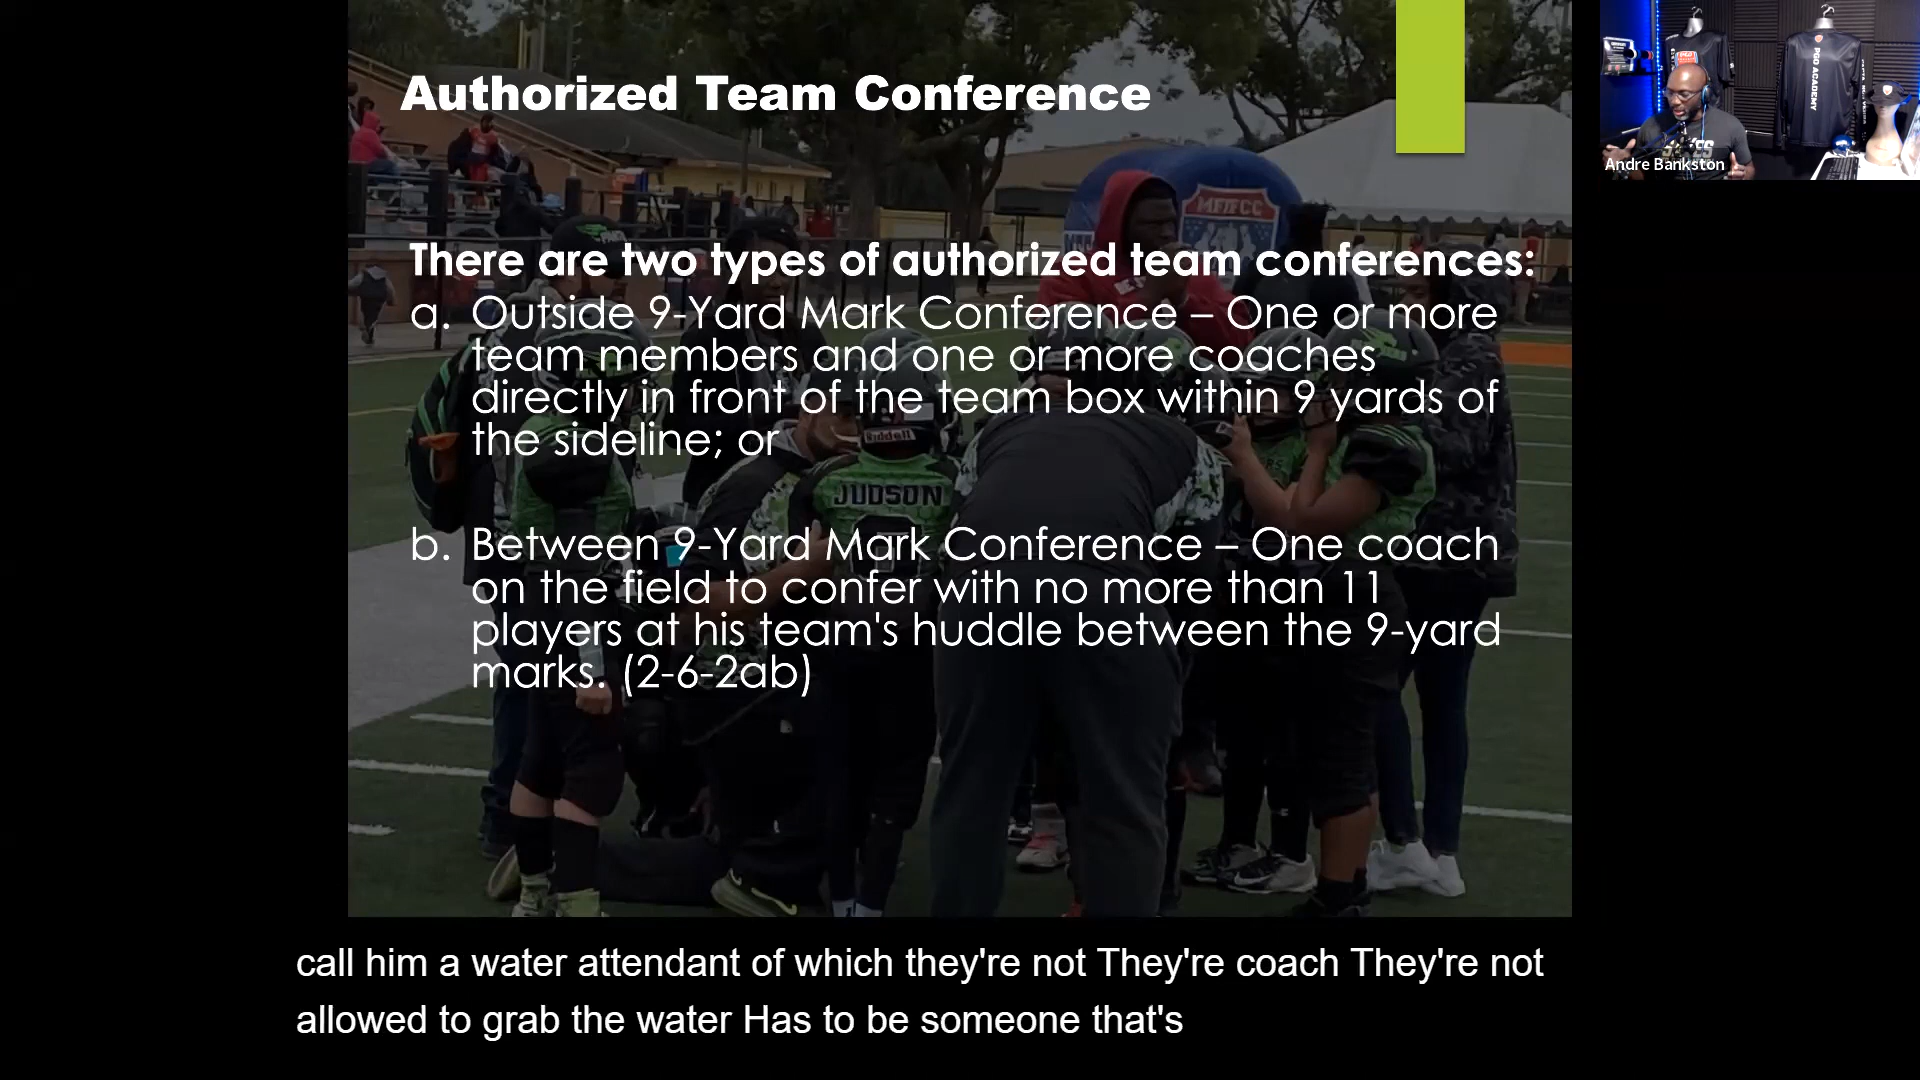 Authorized Team Conference
There are two types of authorized team conferences:
a. Outside 9-Yard Mark Conference – One or more
team members and one or more coaches
directly in front of the team box within 9 yards of
the sideline; or
b. Between 9-Yard Mark Conference – One coach
on the field to confer with no more than 11
players at his team's huddle between the 9-yard
marks. (2-6-2ab)
MFTFCC
Riddell
JUDSON
PGO ACADEMY
Andre Bankston
call him a water attendant of which they're not They're coach They're not
allowed to grab the water Has to be someone that's